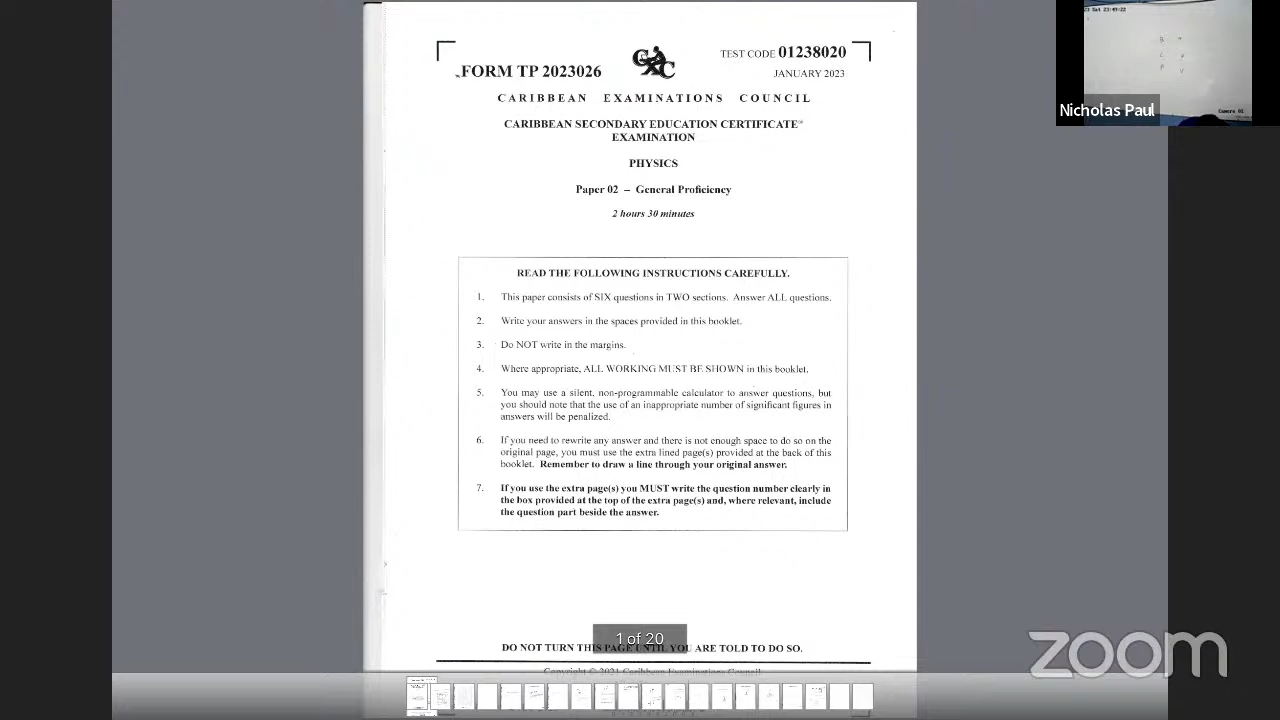 FORM TP 2023026
TEST CODE 01238020
JANUARY 2023
CARIBBEAN EXAMINATIONS COUNCIL
CARIBBEAN SECONDARY EDUCATION CERTIFICATE®
EXAMINATION
PHYSICS
Paper 02 – General Proficiency
2 hours 30 minutes
READ THE FOLLOWING INSTRUCTIONS CAREFULLY.
1. This paper consists of SIX questions in TWO sections. Answer ALL questions.
2. Write your answers in the spaces provided in this booklet.
3. Do NOT write in the margins.
4. Where appropriate, ALL WORKING MUST BE SHOWN in this booklet.
5. You may use a silent, non-programmable calculator to answer questions, but
you should note that the use of an inappropriate number of significant figures in
answers will be penalized.
6. If you need to rewrite any answer and there is not enough space to do so on the
original page, you must use the extra lined page(s) provided at the back of this
booklet. Remember to draw a line through your original answer.
7. If you use the extra page(s) you MUST write the question number clearly in
the box provided at the top of the extra page(s) and, where relevant, include
the question part beside the answer.
1 of 20
DO NOT TURN THIS PAGE UNTIL YOU ARE TOLD TO DO SO.
Copyright © 2021 Caribbean Examinations Council
Nicholas Paul
Camera 01
zoom